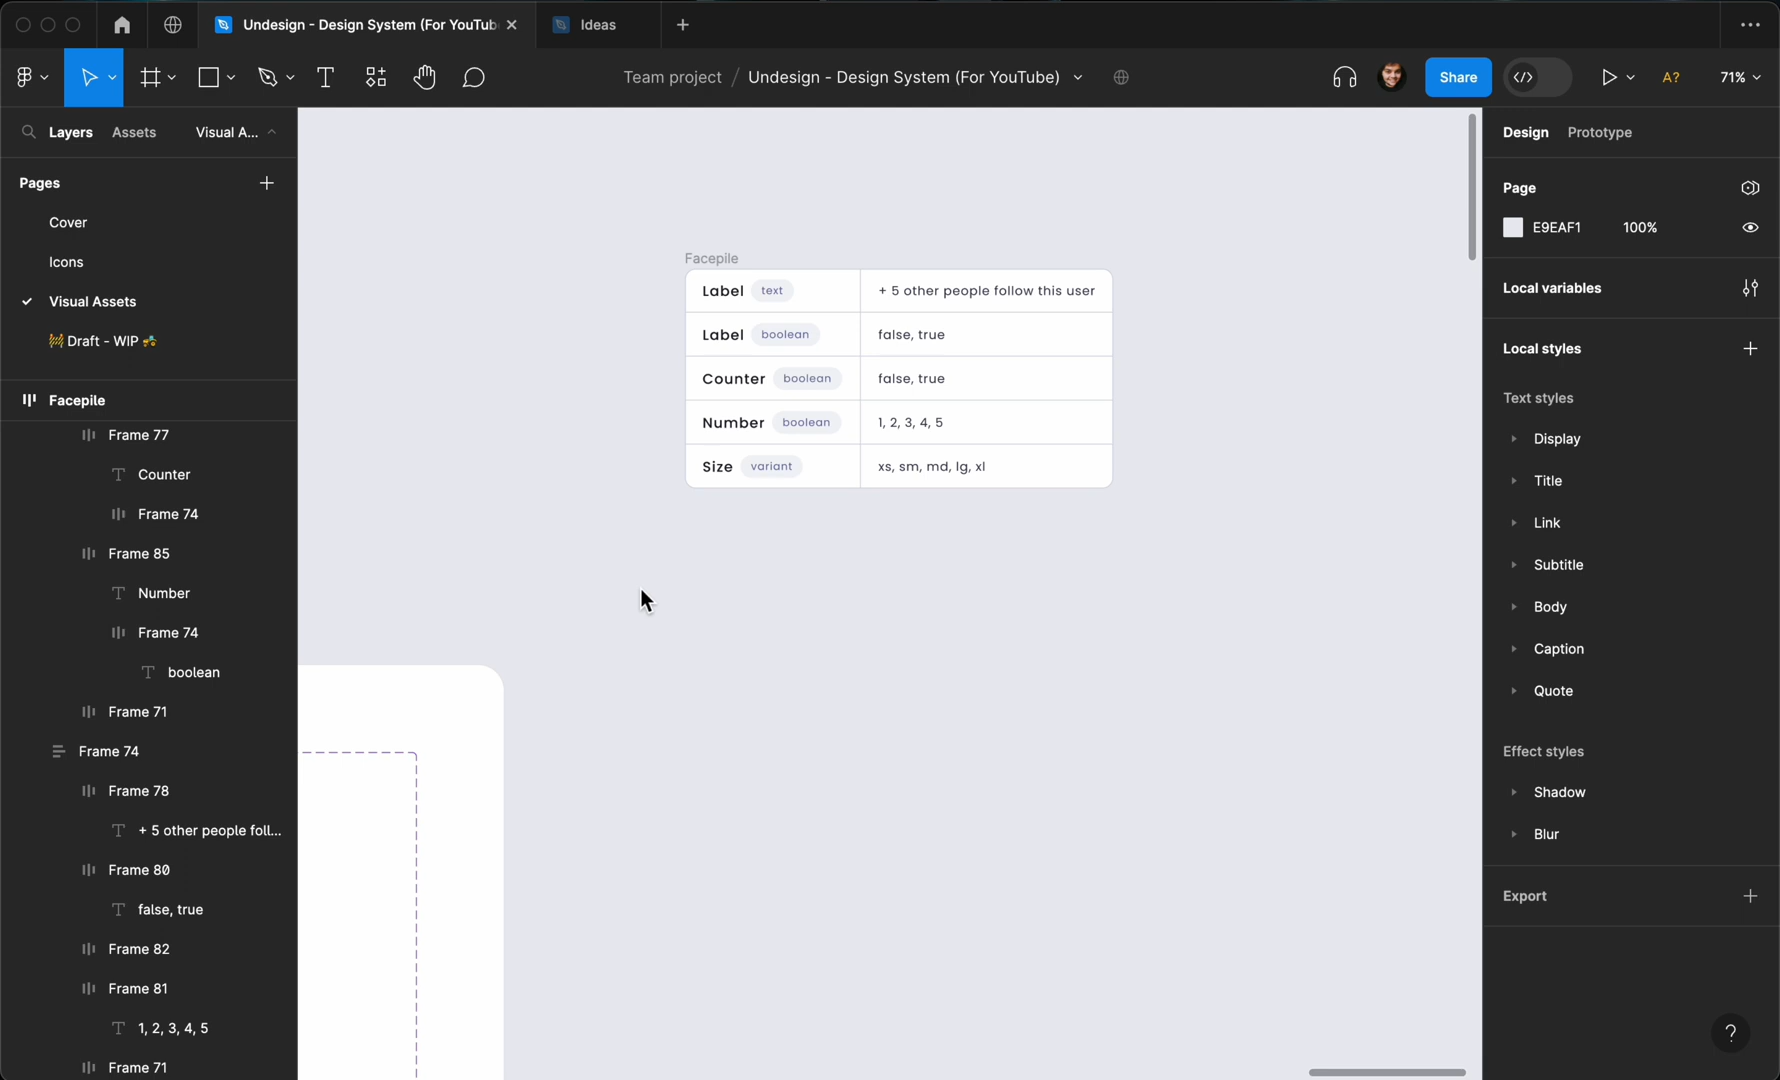 Undesign - Design System (For YouTub
Ideas
Team project / Undesign - Design System (For YouTube)
Share
A?
71%
Layers
Assets
Visual A...
Pages
Cover
Icons
Visual Assets
🚧 Draft - WIP 🚜
Facepile
Frame 77
Counter
Frame 74
Frame 85
Number
Frame 74
boolean
Frame 71
Frame 74
Frame 78
+ 5 other people foll...
Frame 80
false, true
Frame 82
Frame 81
1, 2, 3, 4, 5
Frame 71
Facepile
Label text + 5 other people follow this user
Label boolean false, true
Counter boolean false, true
Number boolean 1, 2, 3, 4, 5
Size variant xs, sm, md, lg, xl
Design
Prototype
Page
E9EAF1 100%
Local variables
Local styles
Text styles
Display
Title
Link
Subtitle
Body
Caption
Quote
Effect styles
Shadow
Blur
Export
?